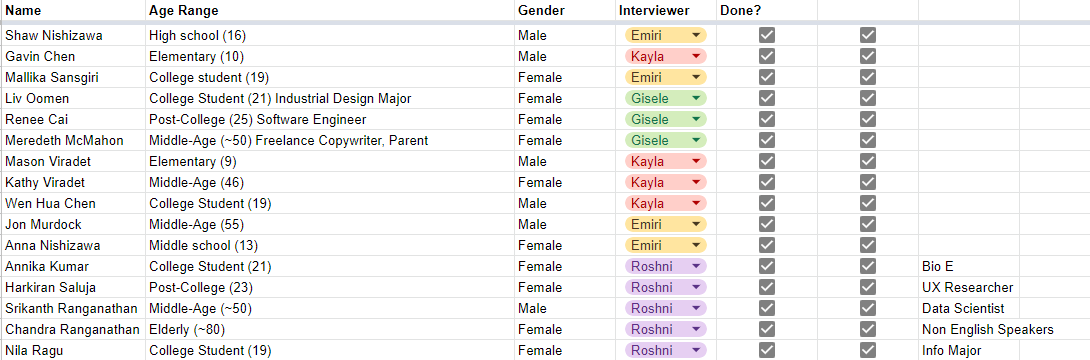 Name Age Range Gender Interviewer Done?
Shaw Nishizawa High school (16) Male Emiri
Gavin Chen Elementary (10) Male Kayla
Mallika Sansgiri College student (19) Female Emiri
Liv Oomen College Student (21) Industrial Design Major Female Gisele
Renee Cai Post-College (25) Software Engineer Female Gisele
Meredeth McMahon Middle-Age (~50) Freelance Copywriter, Parent Female Gisele
Mason Viradet Elementary (9) Male Kayla
Kathy Viradet Middle-Age (46) Female Kayla
Wen Hua Chen College Student (19) Male Kayla
Jon Murdock Middle-Age (55) Male Emiri
Anna Nishizawa Middle school (13) Female Emiri
Annika Kumar College Student (21) Female Roshni Bio E
Harkiran Saluja Post-College (23) Female Roshni UX Researcher
Srikanth Ranganathan Middle-Age (~50) Male Roshni Data Scientist
Chandra Ranganathan Elderly (~80) Female Roshni Non English Speakers
Nila Ragu College Student (19) Female Roshni Info Major